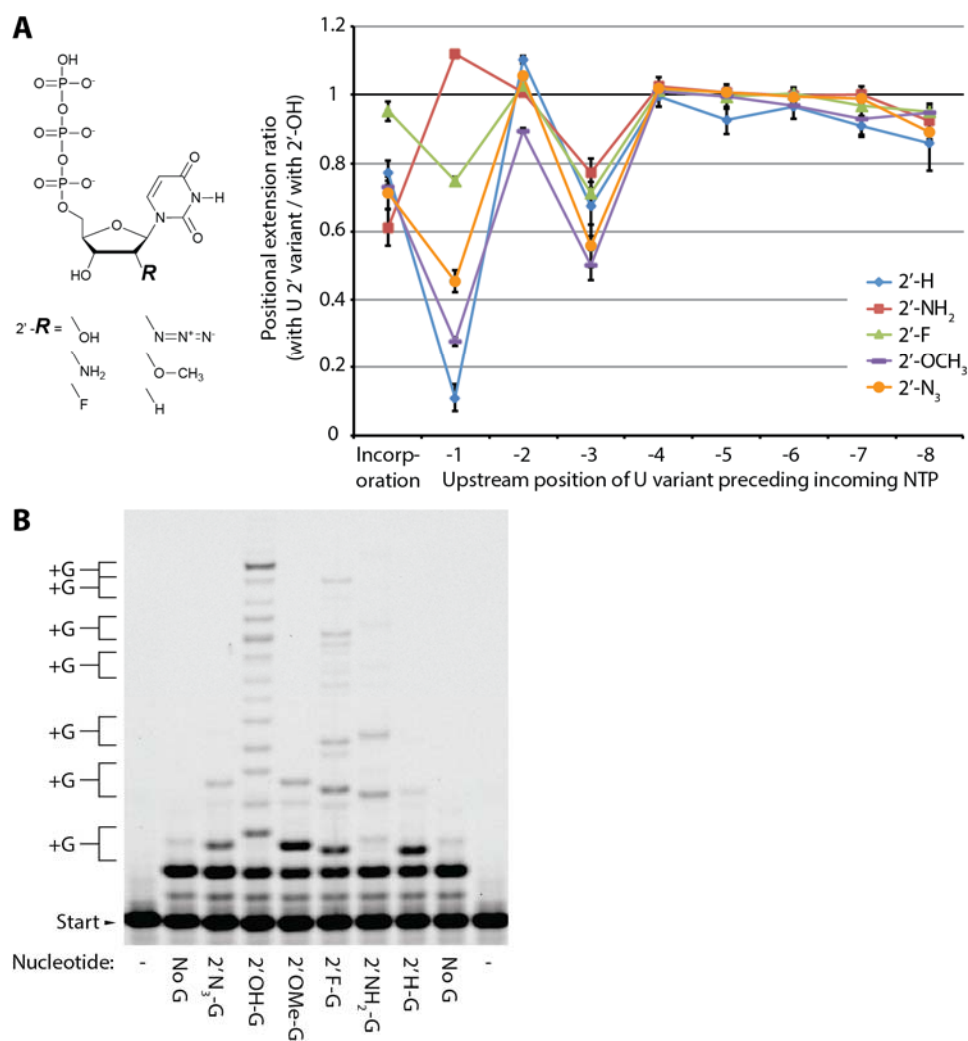 A
OH
O=P-O⁻
O
O=P-O⁻
O
O=P-O⁻
O
O
N-H
N
O
O
HO
R
2'-R =
OH
N=N⁺=N⁻
NH₂
O-CH₃
F
H
Positional extension ratio
(with U 2' variant / with 2'-OH)
1.2
1
0.8
0.6
0.4
0.2
0
2'-H
2'-NH₂
2'-F
2'-OCH₃
2'-N₃
Incorp-
oration
-1
-2
-3
-4
-5
-6
-7
-8
Upstream position of U variant preceding incoming NTP
B
+G
+G
+G
+G
+G
+G
+G
Start
Nucleotide:
-
No G
2'N₃-G
2'OH-G
2'OMe-G
2'F-G
2'NH₂-G
2'H-G
No G
-